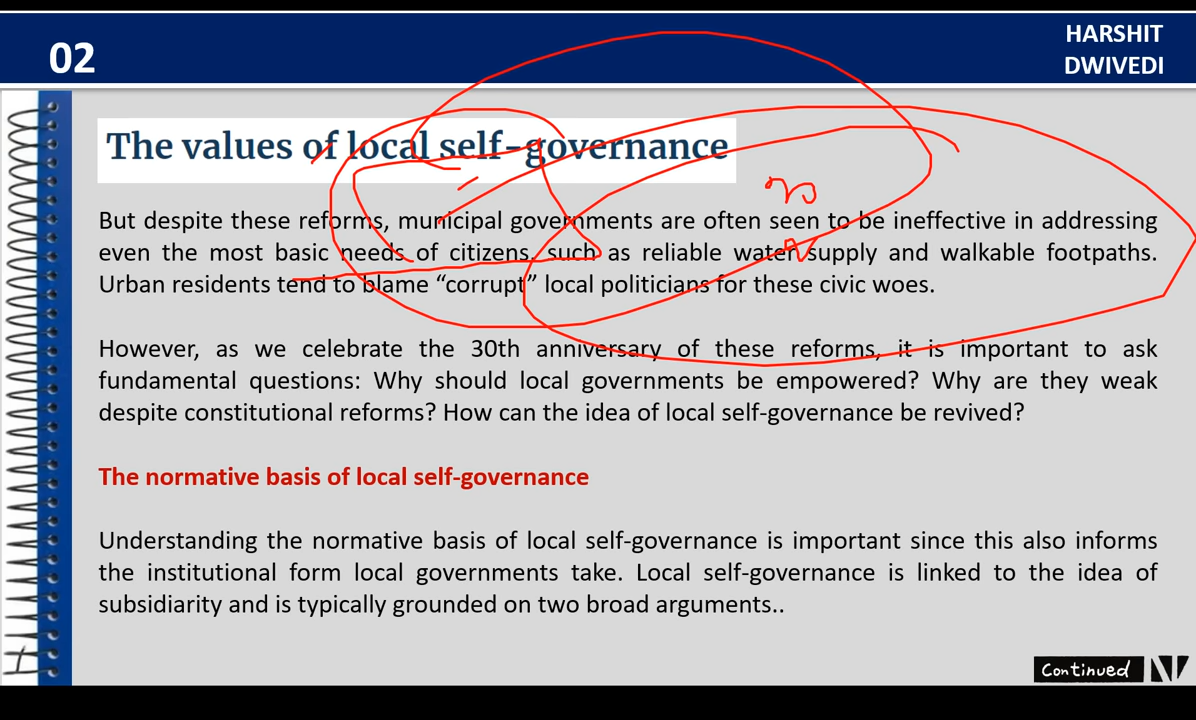 02
HARSHIT
DWIVEDI
The values of local self-governance
But despite these reforms, municipal governments are often seen to be ineffective in addressing
even the most basic needs of citizens, such as reliable water supply and walkable footpaths.
Urban residents tend to blame “corrupt” local politicians for these civic woes.
However, as we celebrate the 30th anniversary of these reforms, it is important to ask
fundamental questions: Why should local governments be empowered? Why are they weak
despite constitutional reforms? How can the idea of local self-governance be revived?
The normative basis of local self-governance
Understanding the normative basis of local self-governance is important since this also informs
the institutional form local governments take. Local self-governance is linked to the idea of
subsidiarity and is typically grounded on two broad arguments..
Continued